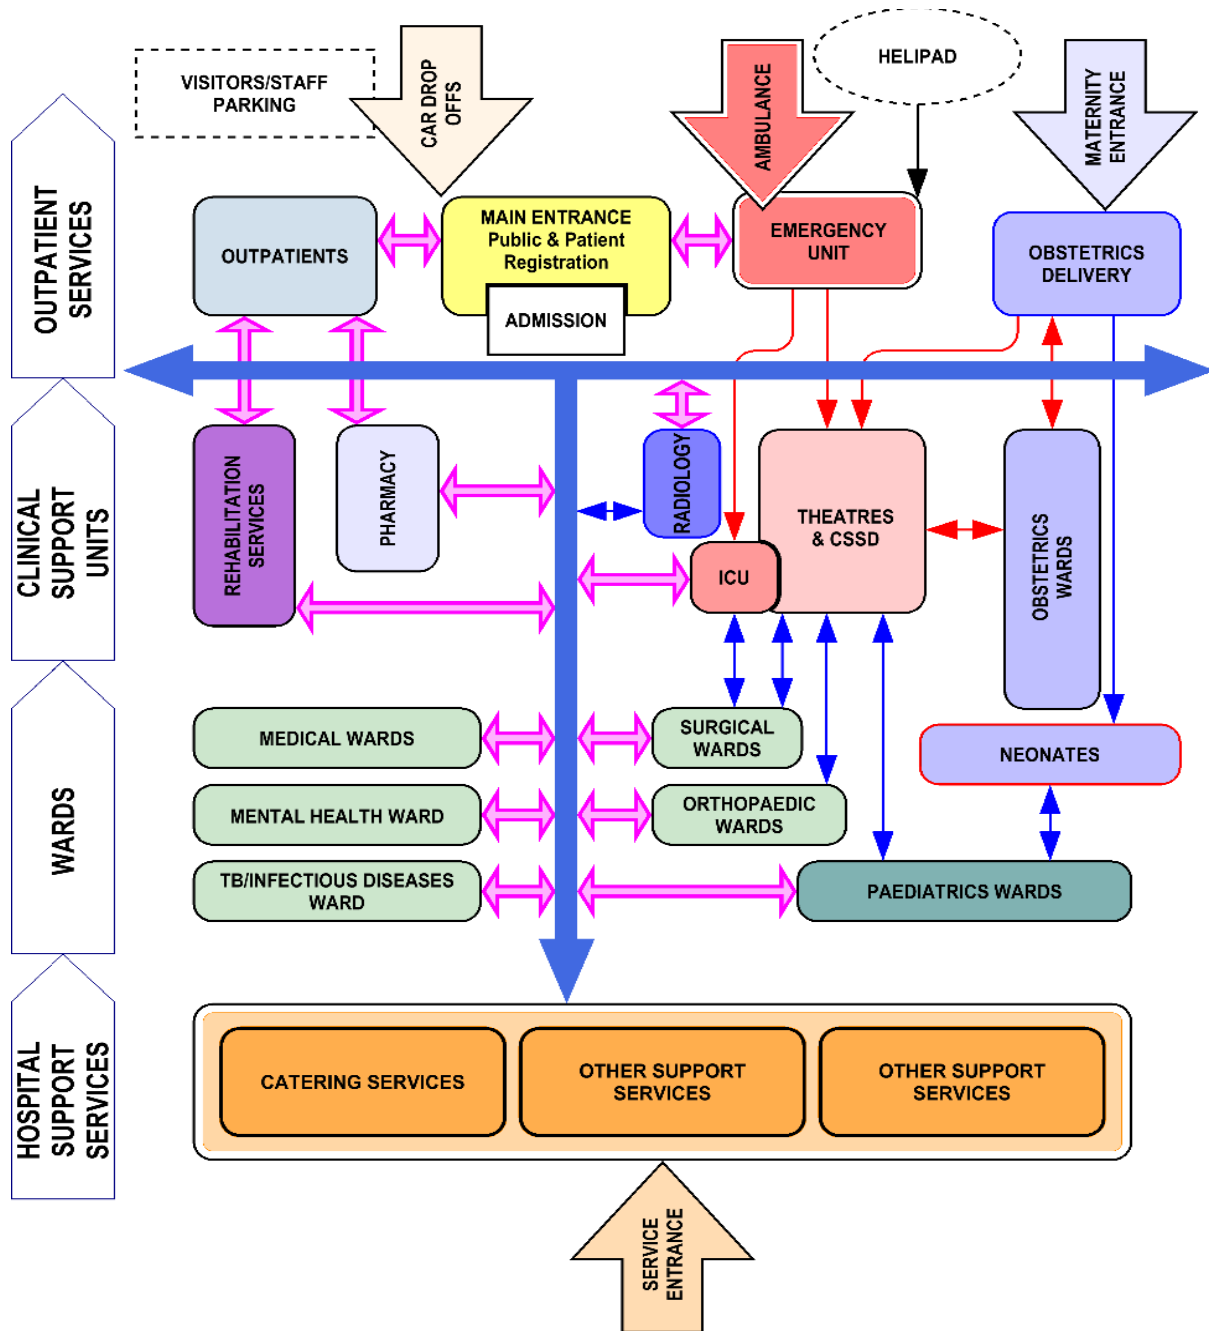 VISITORS/STAFF
PARKING
CAR DROP
OFFS
AMBULANCE
HELIPAD
MATERNITY
ENTRANCE
OUTPATIENT
SERVICES
OUTPATIENTS
MAIN ENTRANCE
Public & Patient
Registration
ADMISSION
EMERGENCY
UNIT
OBSTETRICS
DELIVERY
CLINICAL
SUPPORT
UNITS
REHABILITATION
SERVICES
PHARMACY
RADIOLOGY
THEATRES
& CSSD
ICU
OBSTETRICS
WARDS
WARDS
MEDICAL WARDS
SURGICAL
WARDS
NEONATES
MENTAL HEALTH WARD
ORTHOPAEDIC
WARDS
TB/INFECTIOUS DISEASES
WARD
PAEDIATRICS WARDS
HOSPITAL
SUPPORT
SERVICES
CATERING SERVICES
OTHER SUPPORT
SERVICES
OTHER SUPPORT
SERVICES
SERVICE
ENTRANCE